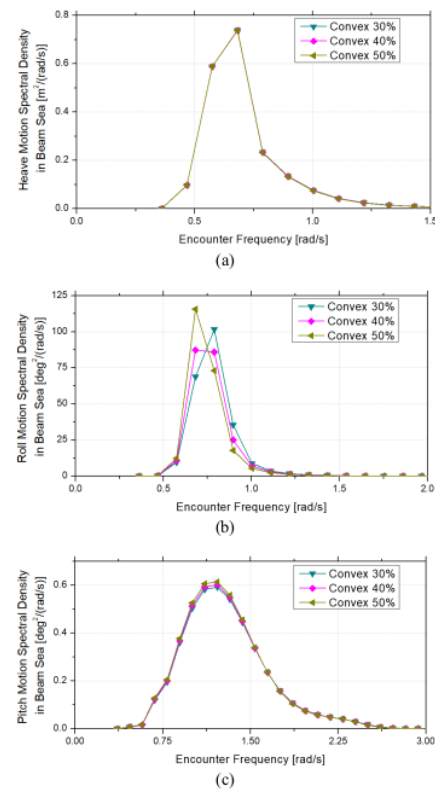 Heave Motion Spectral Density
in Beam Sea [m²/(rad/s)]
0.8
0.6
0.4
0.2
0.0
Convex 30%
Convex 40%
Convex 50%
0.0 0.5 1.0 1.5
Encounter Frequency [rad/s]
(a)
Roll Motion Spectral Density
in Beam Sea [deg²/(rad/s)]
125
100
75
50
25
0
Convex 30%
Convex 40%
Convex 50%
0.0 0.5 1.0 1.5 2.0
Encounter Frequency [rad/s]
(b)
Pitch Motion Spectral Density
in Beam Sea [deg²/(rad/s)]
0.6
0.4
0.2
0.0
Convex 30%
Convex 40%
Convex 50%
0.00 0.75 1.50 2.25 3.00
Encounter Frequency [rad/s]
(c)